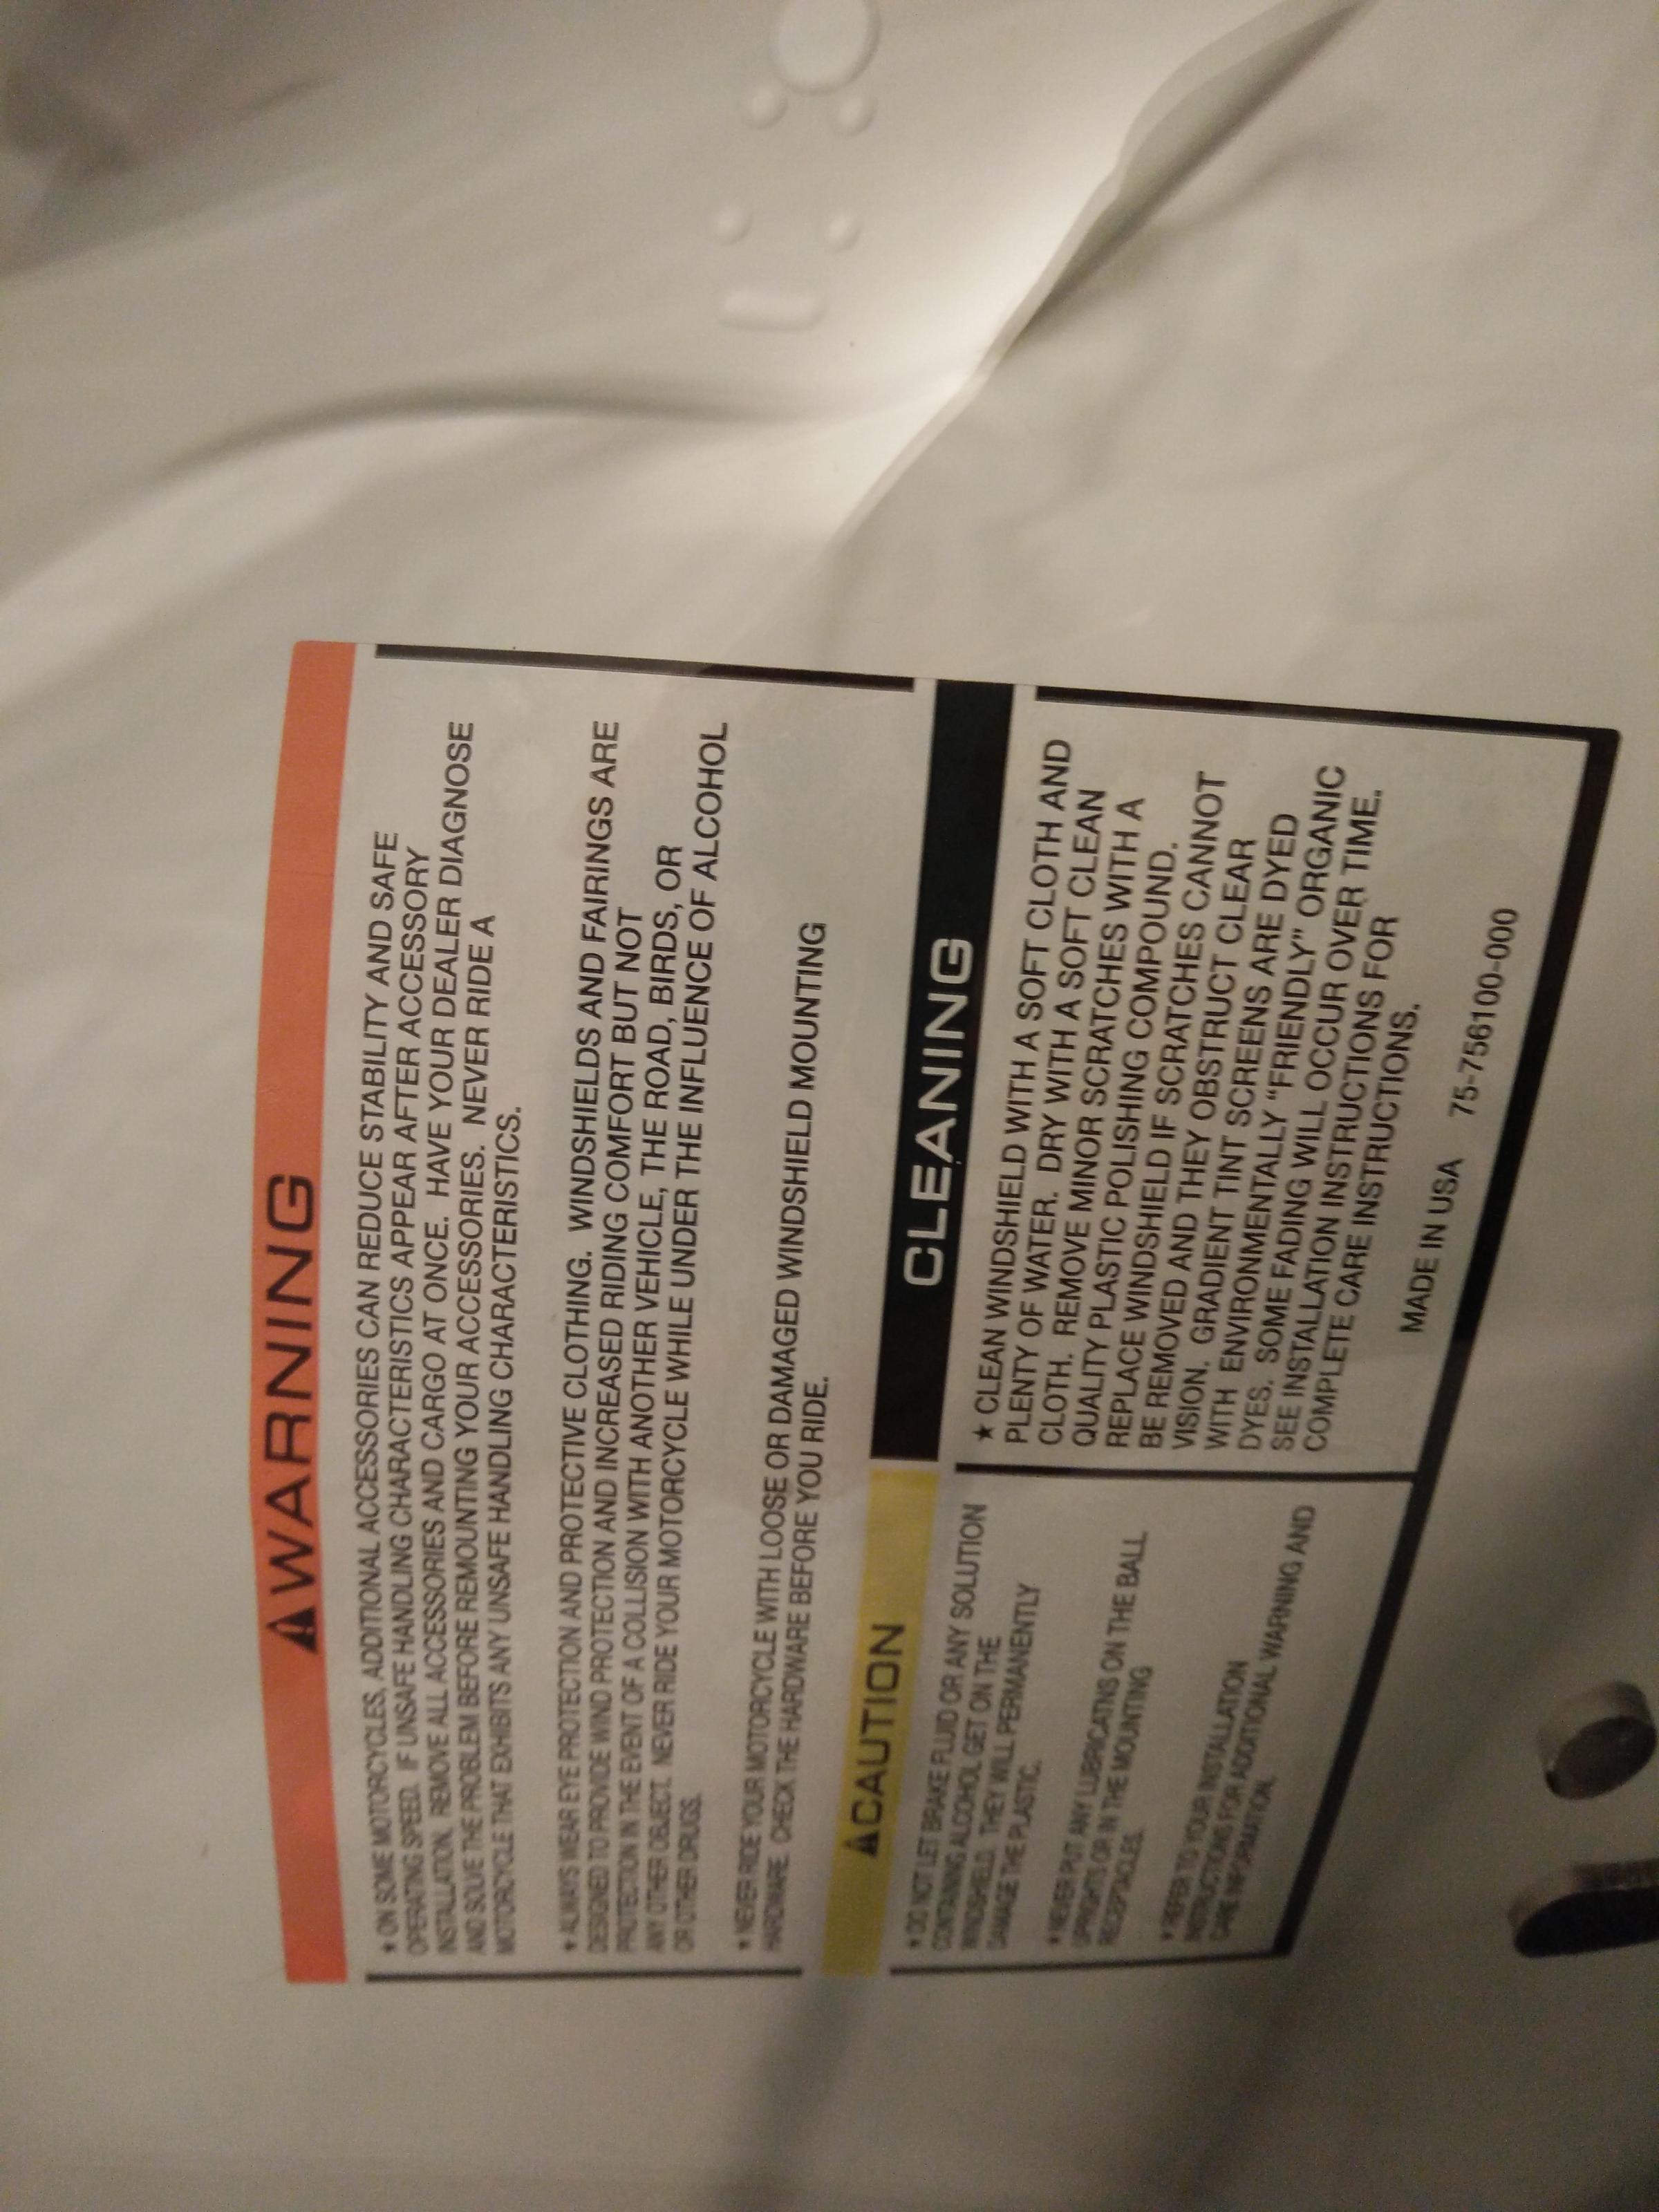 ⚠WARNING
★ ON SOME MOTORCYCLES, ADDITIONAL ACCESSORIES CAN REDUCE STABILITY AND SAFE
OPERATING SPEED. IF UNSAFE HANDLING CHARACTERISTICS APPEAR AFTER ACCESSORY
INSTALLATION, REMOVE ALL ACCESSORIES AND CARGO AT ONCE. HAVE YOUR DEALER DIAGNOSE
AND SOLVE THE PROBLEM BEFORE REMOUNTING YOUR ACCESSORIES. NEVER RIDE A
MOTORCYCLE THAT EXHIBITS ANY UNSAFE HANDLING CHARACTERISTICS.
★ ALWAYS WEAR EYE PROTECTION AND PROTECTIVE CLOTHING. WINDSHIELDS AND FAIRINGS ARE
DESIGNED TO PROVIDE WIND PROTECTION AND INCREASED RIDING COMFORT BUT NOT
PROTECTION IN THE EVENT OF A COLLISION WITH ANOTHER VEHICLE, THE ROAD, BIRDS, OR
ANY OTHER OBJECT. NEVER RIDE YOUR MOTORCYCLE WHILE UNDER THE INFLUENCE OF ALCOHOL
OR OTHER DRUGS.
★ NEVER RIDE YOUR MOTORCYCLE WITH LOOSE OR DAMAGED WINDSHIELD MOUNTING
HARDWARE. CHECK THE HARDWARE BEFORE YOU RIDE.
⚠CAUTION
★ DO NOT LET BRAKE FLUID OR ANY SOLUTION
CONTAINING ALCOHOL GET ON THE
WINDSHIELD. THEY WILL PERMANENTLY
DAMAGE THE PLASTIC.
★ NEVER PUT ANY LUBRICATNS ON THE BALL
UPRIGHTS OR IN THE MOUNTING
RECEPTACLES.
★ REFER TO YOUR INSTALLATION
INSTRUCTIONS FOR ADDITIONAL WARNING AND
CARE INFORMATION.
CLEANING
★ CLEAN WINDSHIELD WITH A SOFT CLOTH AND
PLENTY OF WATER. DRY WITH A SOFT CLEAN
CLOTH. REMOVE MINOR SCRATCHES WITH A
QUALITY PLASTIC POLISHING COMPOUND.
REPLACE WINDSHIELD IF SCRATCHES CANNOT
BE REMOVED AND THEY OBSTRUCT CLEAR
VISION. GRADIENT TINT SCREENS ARE DYED
WITH ENVIRONMENTALLY "FRIENDLY" ORGANIC
DYES. SOME FADING WILL OCCUR OVER TIME.
SEE INSTALLATION INSTRUCTIONS FOR
COMPLETE CARE INSTRUCTIONS.
MADE IN USA 75-756100-000